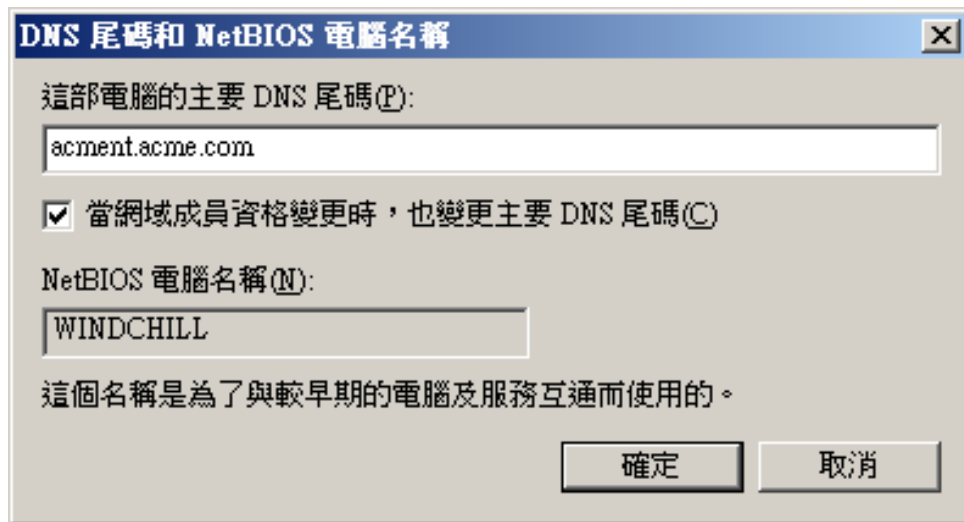 DNS 尾碼和 NetBIOS 電腦名稱
這部電腦的主要 DNS 尾碼(P):
acment.acme.com
當網域成員資格變更時，也變更主要 DNS 尾碼(C)
NetBIOS 電腦名稱(N):
WINDCHILL
這個名稱是為了與較早期的電腦及服務互通而使用的。
確定 取消